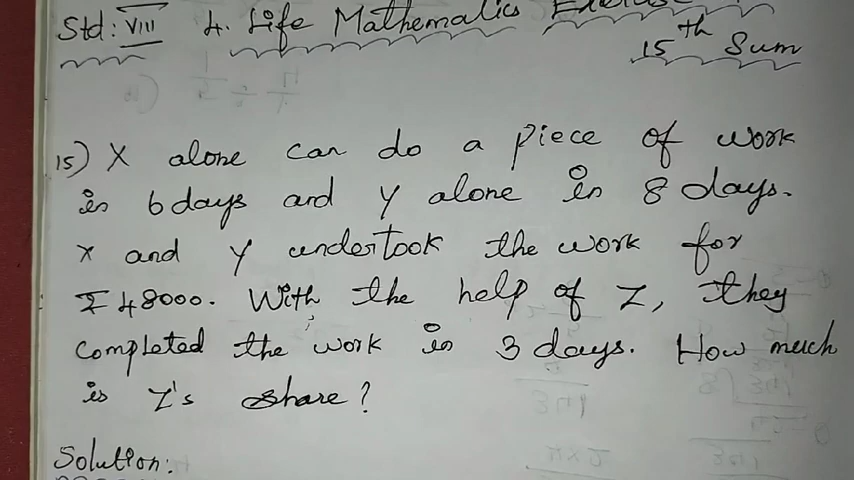 Std: VIII 4. Life Mathematics
15th Sum
15) X alone can do a piece of work
in 6 days and Y alone in 8 days.
X and Y undertook the work for
₹ 48000. With the help of Z, they
completed the work in 3 days. How much
is Z's share?
Solution: